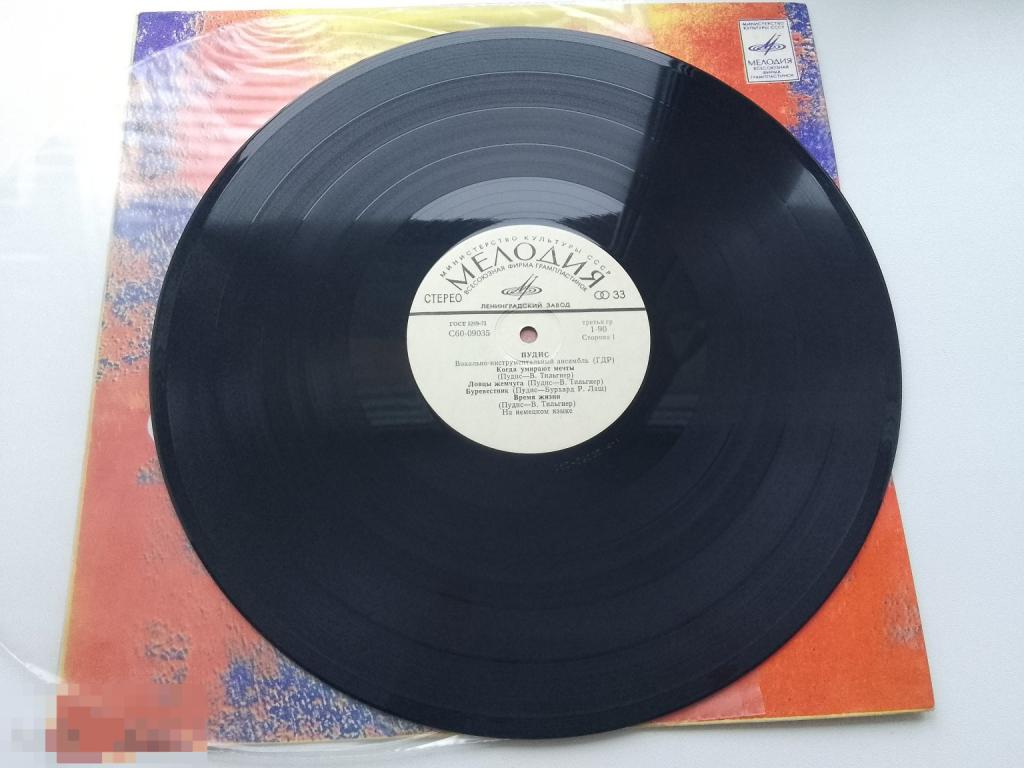 МИНИСТЕРСТВО
КУЛЬТУРЫ СССР
МЕЛОДИЯ
ВСЕСОЮЗНАЯ
ФИРМА
ГРАМПЛАСТИНОК
МИНИСТЕРСТВО КУЛЬТУРЫ СССР
МЕЛОДИЯ
ВСЕСОЮЗНАЯ ФИРМА ГРАМПЛАСТИНОК
СТЕРЕО 33
ЛЕНИНГРАДСКИЙ ЗАВОД
ГОСТ 5289-73 третья гр
С60-09035 1-90
Сторона 1
ПУДИС
Вокально-инструментальный ансамбль (ГДР)
Когда умирают мечты
(Пудис—В. Тильгнер)
Ловцы жемчуга (Пудис—В. Тильгнер)
Буревестник (Пудис—Бурхард Р. Лаш)
Время жизни
(Пудис—В. Тильгнер)
На немецком языке